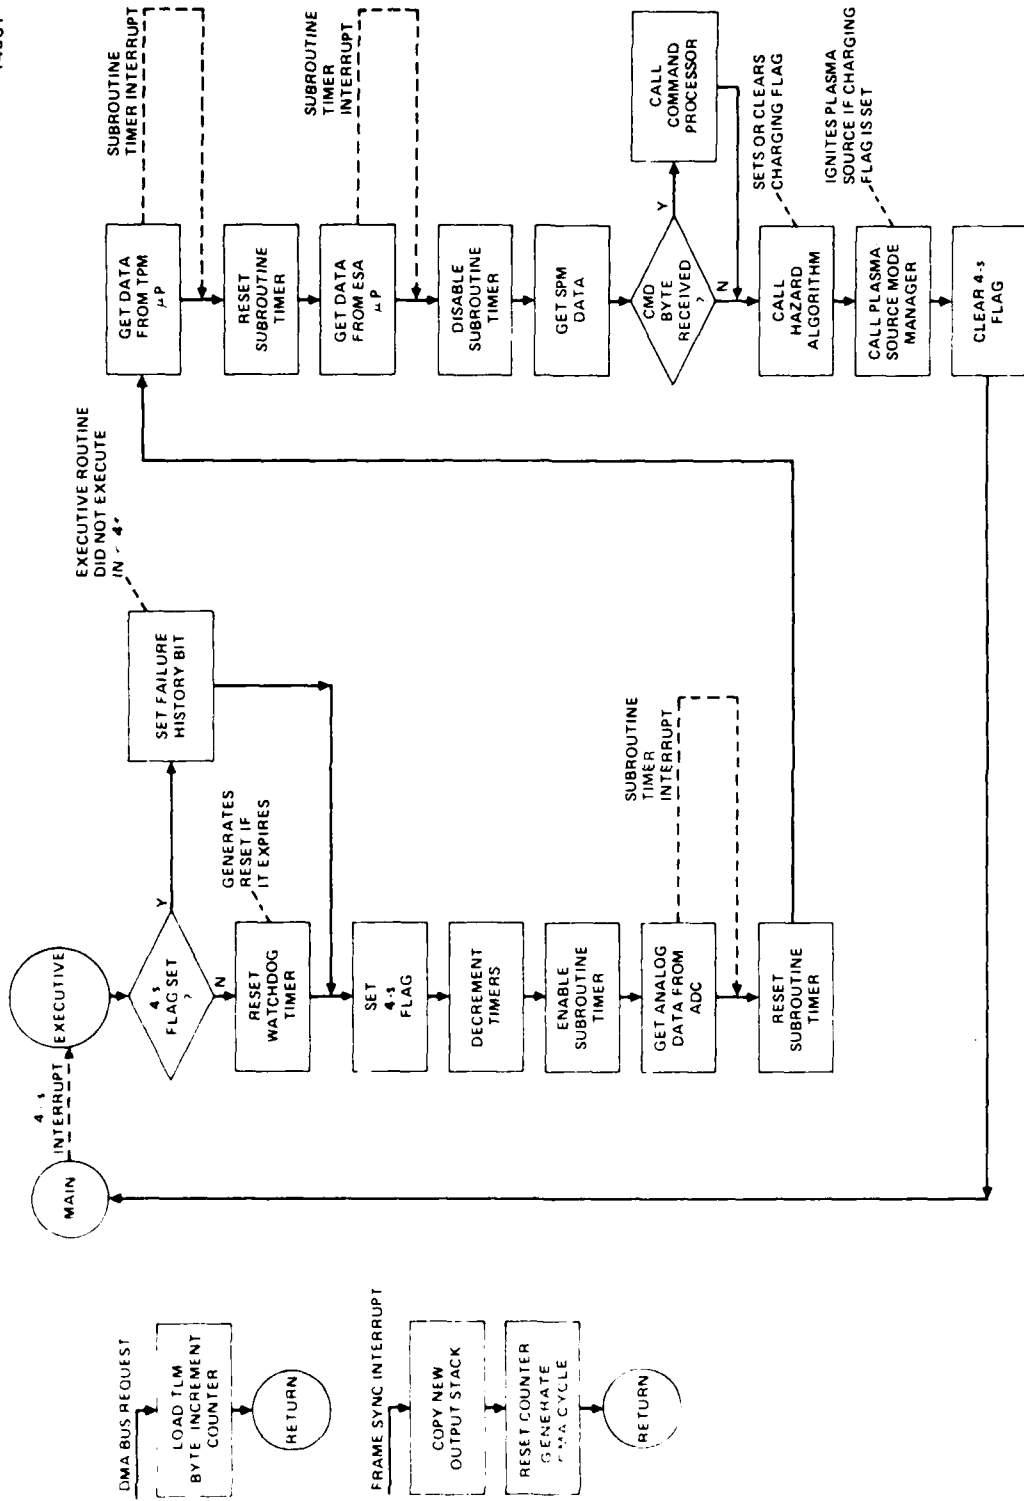 DMA BUS REQUEST
LOAD TLM
BYTE INCREMENT
COUNTER
RETURN
FRAME SYNC INTERRUPT
COPY NEW
OUTPUT STACK
RESET COUNTER
GENERATE
DMA CYCLE
RETURN
MAIN
4-s
INTERRUPT
EXECUTIVE
4-s
FLAG SET
?
Y
N
SET FAILURE
HISTORY BIT
EXECUTIVE ROUTINE
DID NOT EXECUTE
IN
RESET
WATCHDOG
TIMER
GENERATES
RESET IF
IT EXPIRES
SET
4-s
FLAG
DECREMENT
TIMERS
ENABLE
SUBROUTINE
TIMER
GET ANALOG
DATA FROM
ADC
SUBROUTINE
TIMER
INTERRUPT
RESET
SUBROUTINE
TIMER
GET DATA
FROM TPM
μP
SUBROUTINE
TIMER INTERRUPT
RESET
SUBROUTINE
TIMER
GET DATA
FROM ESA
μP
SUBROUTINE
TIMER
INTERRUPT
DISABLE
SUBROUTINE
TIMER
GET SPM
DATA
CMD
BYTE
RECEIVED
?
Y
N
CALL
COMMAND
PROCESSOR
CALL
HAZARD
ALGORITHM
SETS OR CLEARS
CHARGING FLAG
CALL PLASMA
SOURCE MODE
MANAGER
IGNITES PLASMA
SOURCE IF CHARGING
FLAG IS SET
CLEAR 4-s
FLAG